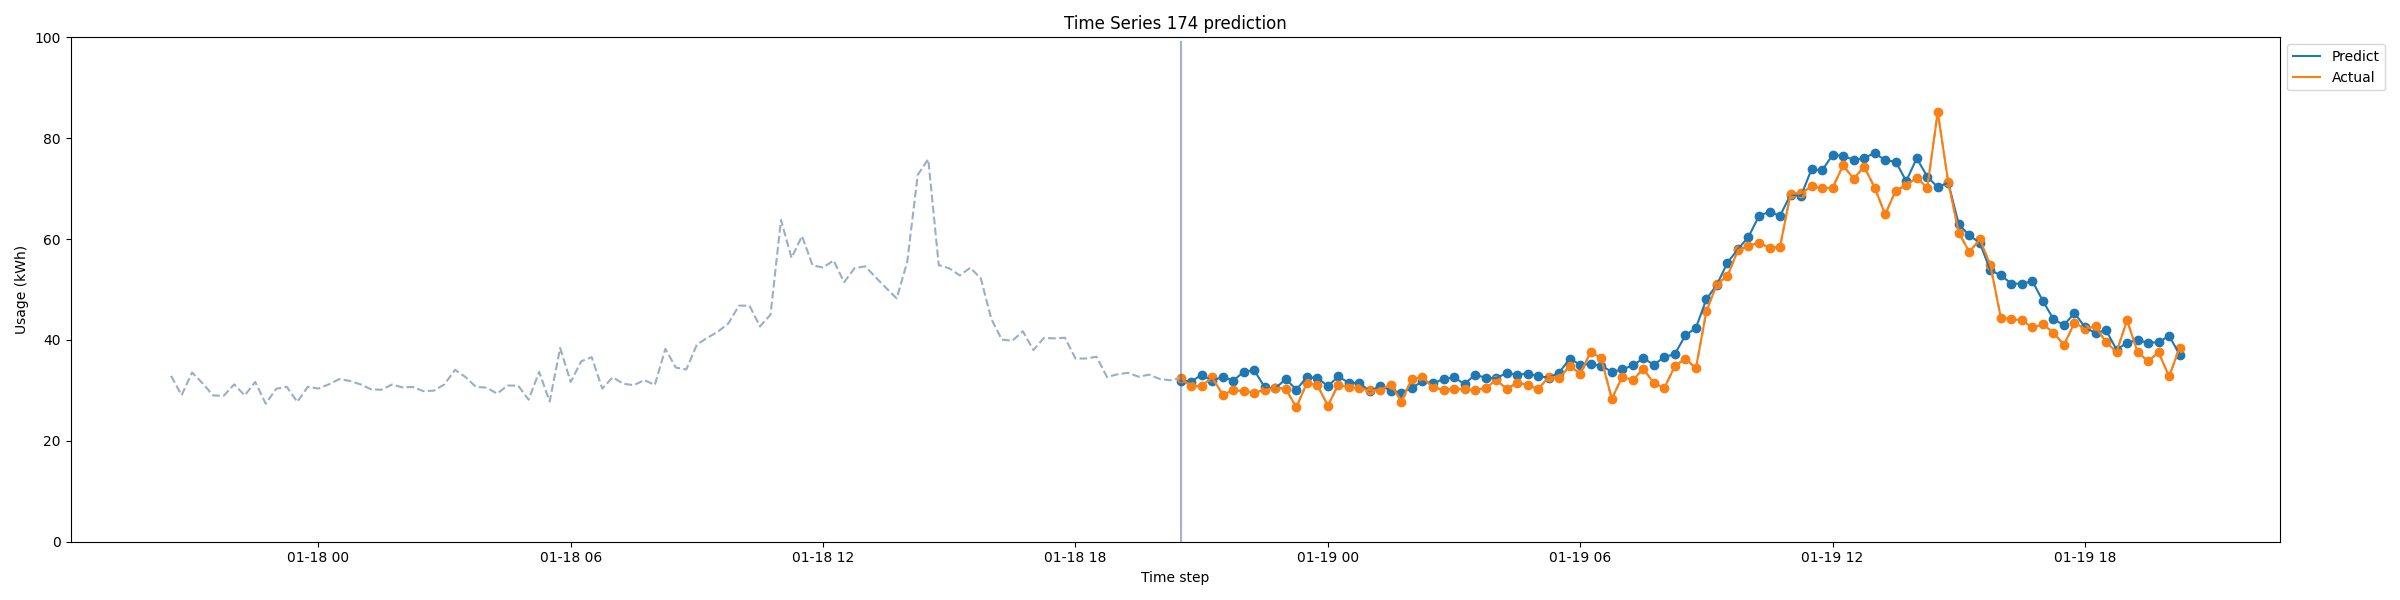 Time Series 174 prediction
100
80
60
40
20
0
Usage (kWh)
01-18 00
01-18 06
01-18 12
01-18 18
01-19 00
01-19 06
01-19 12
01-19 18
Time step
Predict
Actual